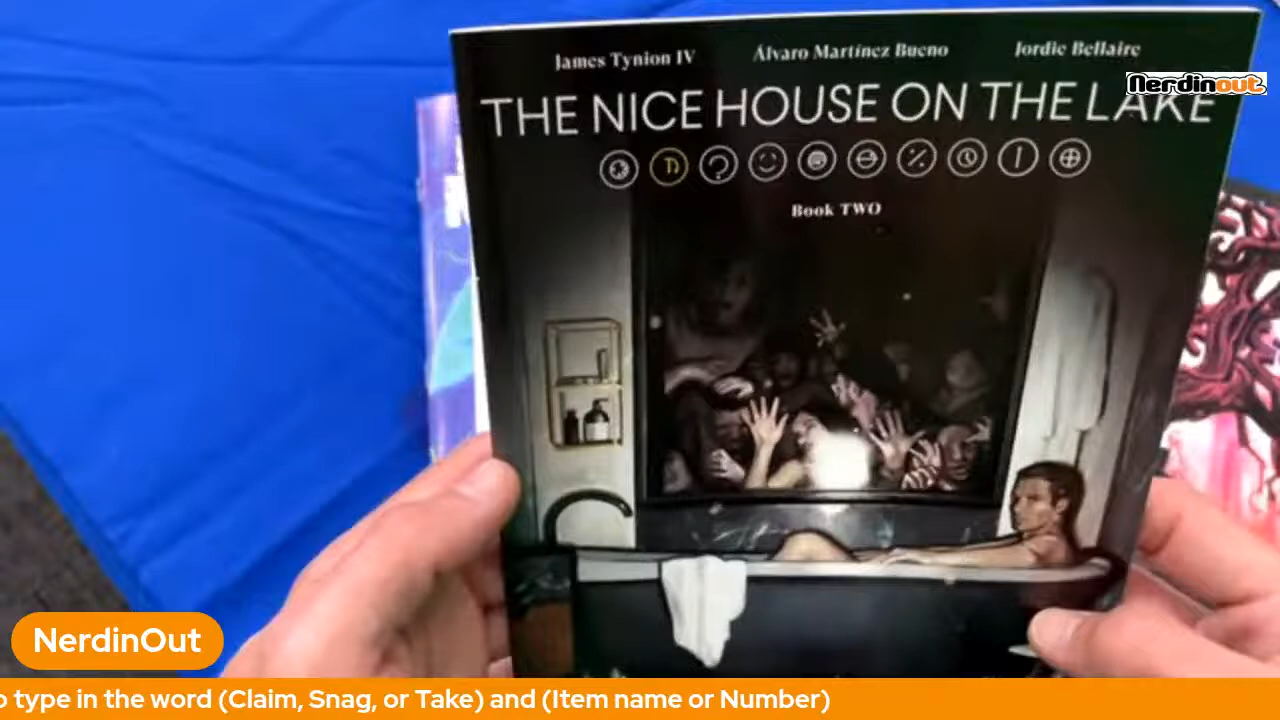 James Tynion IV Álvaro Martínez Bueno Jordie Bellaire
Nerdinout
THE NICE HOUSE ON THE LAKE
Book TWO
NerdinOut
type in the word (Claim, Snag, or Take) and (Item name or Number)